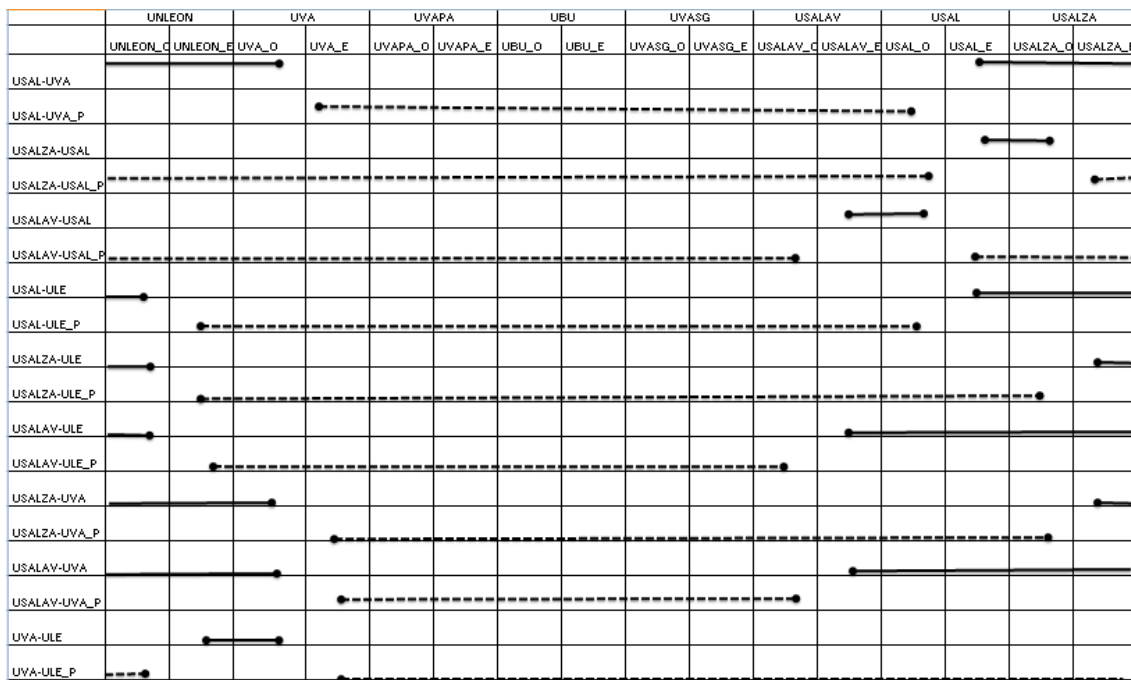 UNLEON UVA UVAPA UBU UVASG USALAV USAL USALZA
UNLEON_O UNLEON_E UVA_O UVA_E UVAPA_O UVAPA_E UBU_O UBU_E UVASG_O UVASG_E USALAV_O USALAV_E USAL_O USAL_E USALZA_O USALZA_E
USAL-UVA
USAL-UVA_P
USALZA-USAL
USALZA-USAL_P
USALAV-USAL
USALAV-USAL_P
USAL-ULE
USAL-ULE_P
USALZA-ULE
USALZA-ULE_P
USALAV-ULE
USALAV-ULE_P
USALZA-UVA
USALZA-UVA_P
USALAV-UVA
USALAV-UVA_P
UVA-ULE
UVA-ULE_P